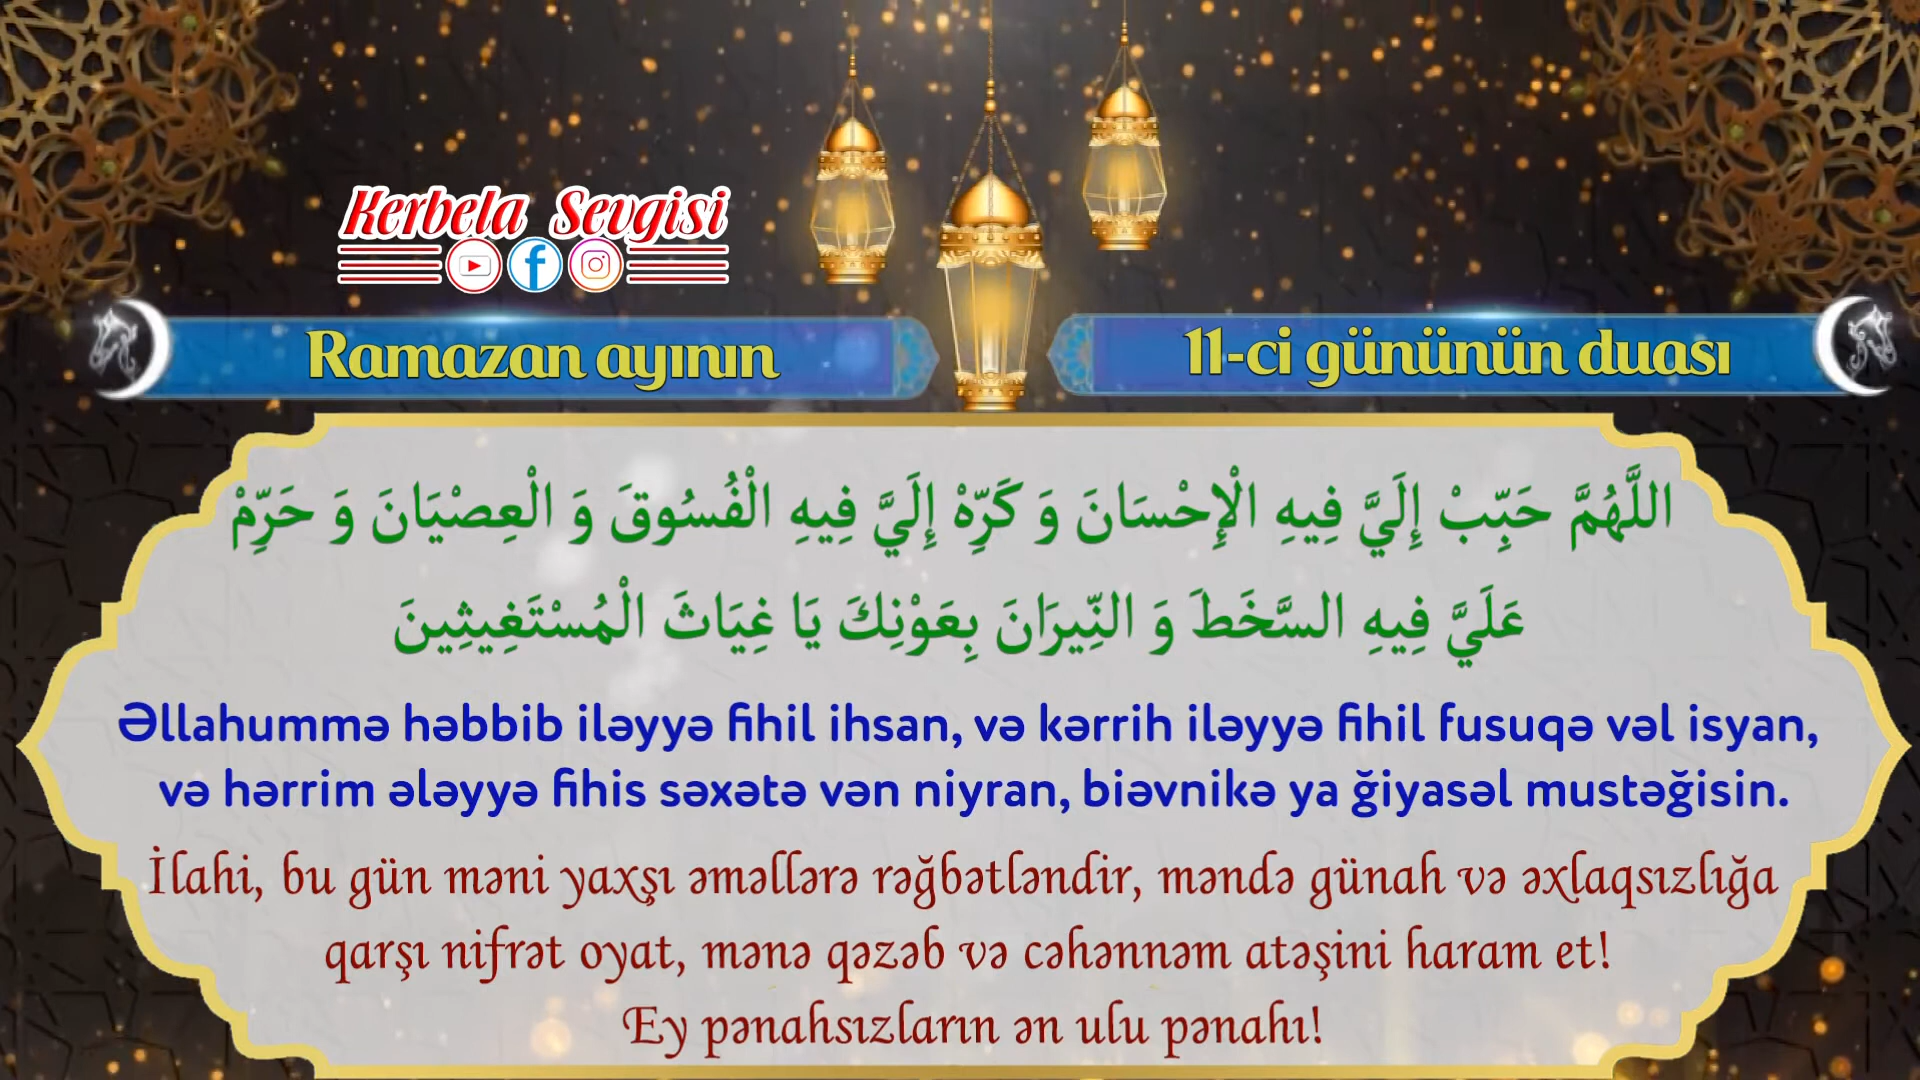 Kerbela Sevgisi
Ramazan ayının
11-ci gününün duası
اللَّهُمَّ حَبِّبْ إِلَيَّ فِيهِ الْإِحْسَانَ وَ كَرِّهْ إِلَيَّ فِيهِ الْفُسُوقَ وَ الْعِصْيَانَ وَ حَرِّمْ
عَلَيَّ فِيهِ السَّخَطَ وَ النِّيرَانَ بِعَوْنِكَ يَا غِيَاثَ الْمُسْتَغِيثِينَ
Əllahummə həbbib iləyyə fihil ihsan, və kərrih iləyyə fihil fusuqə vəl isyan,
və hərrim ələyyə fihis səxətə vən niyran, biəvnikə ya ğiyasəl mustəğisin.
İlahi, bu gün məni yaxşı əməllərə rəğbətləndir, məndə günah və əxlaqsızlığa
qarşı nifrət oyat, mənə qəzəb və cəhənnəm atəşini haram et!
Ey pənahsızların ən ulu pənahı!